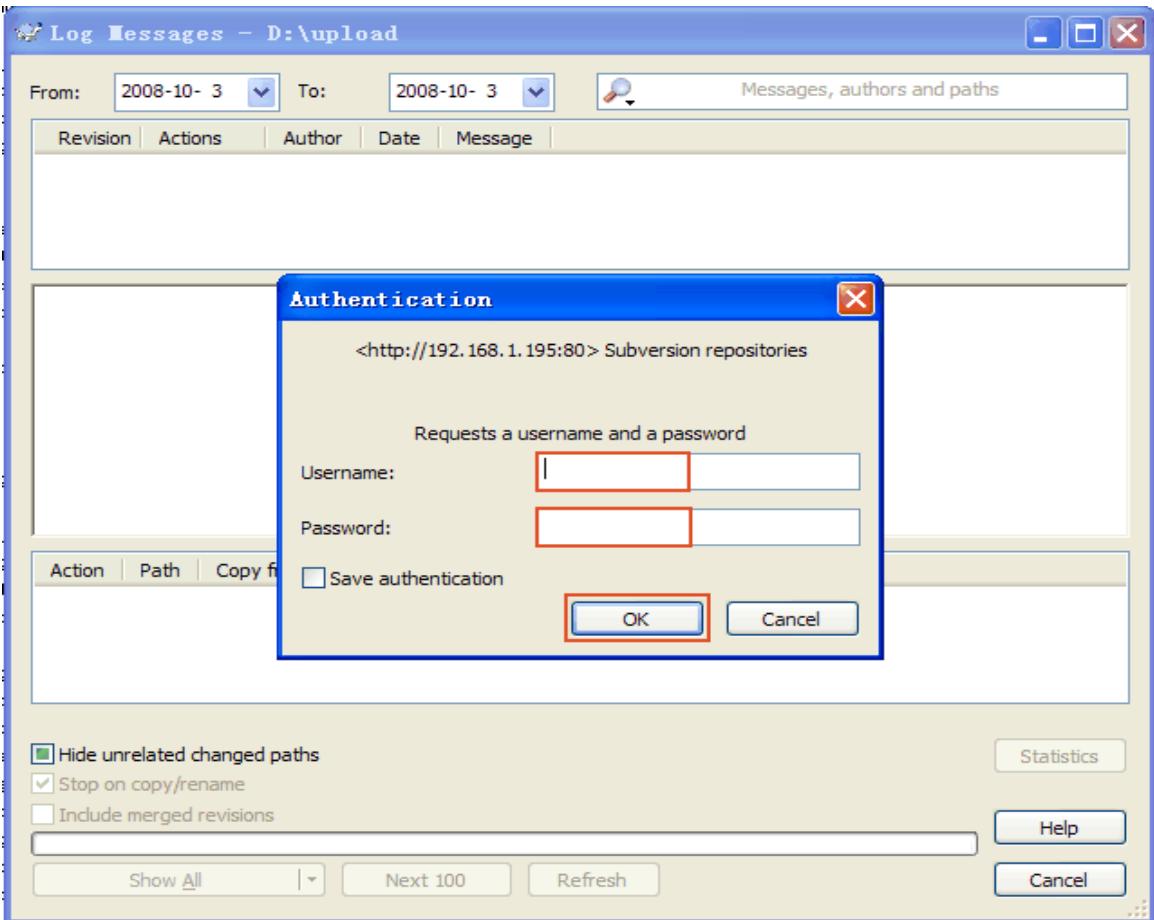 Log Messages - D:\upload
From: 2008-10- 3 To: 2008-10- 3 Messages, authors and paths
Revision Actions Author Date Message
Authentication
<http://192.168.1.195:80> Subversion repositories
Requests a username and a password
Username:
Password:
Action Path Copy
Save authentication
OK Cancel
Hide unrelated changed paths Statistics
Stop on copy/rename
Include merged revisions
Help
Show All Next 100 Refresh Cancel